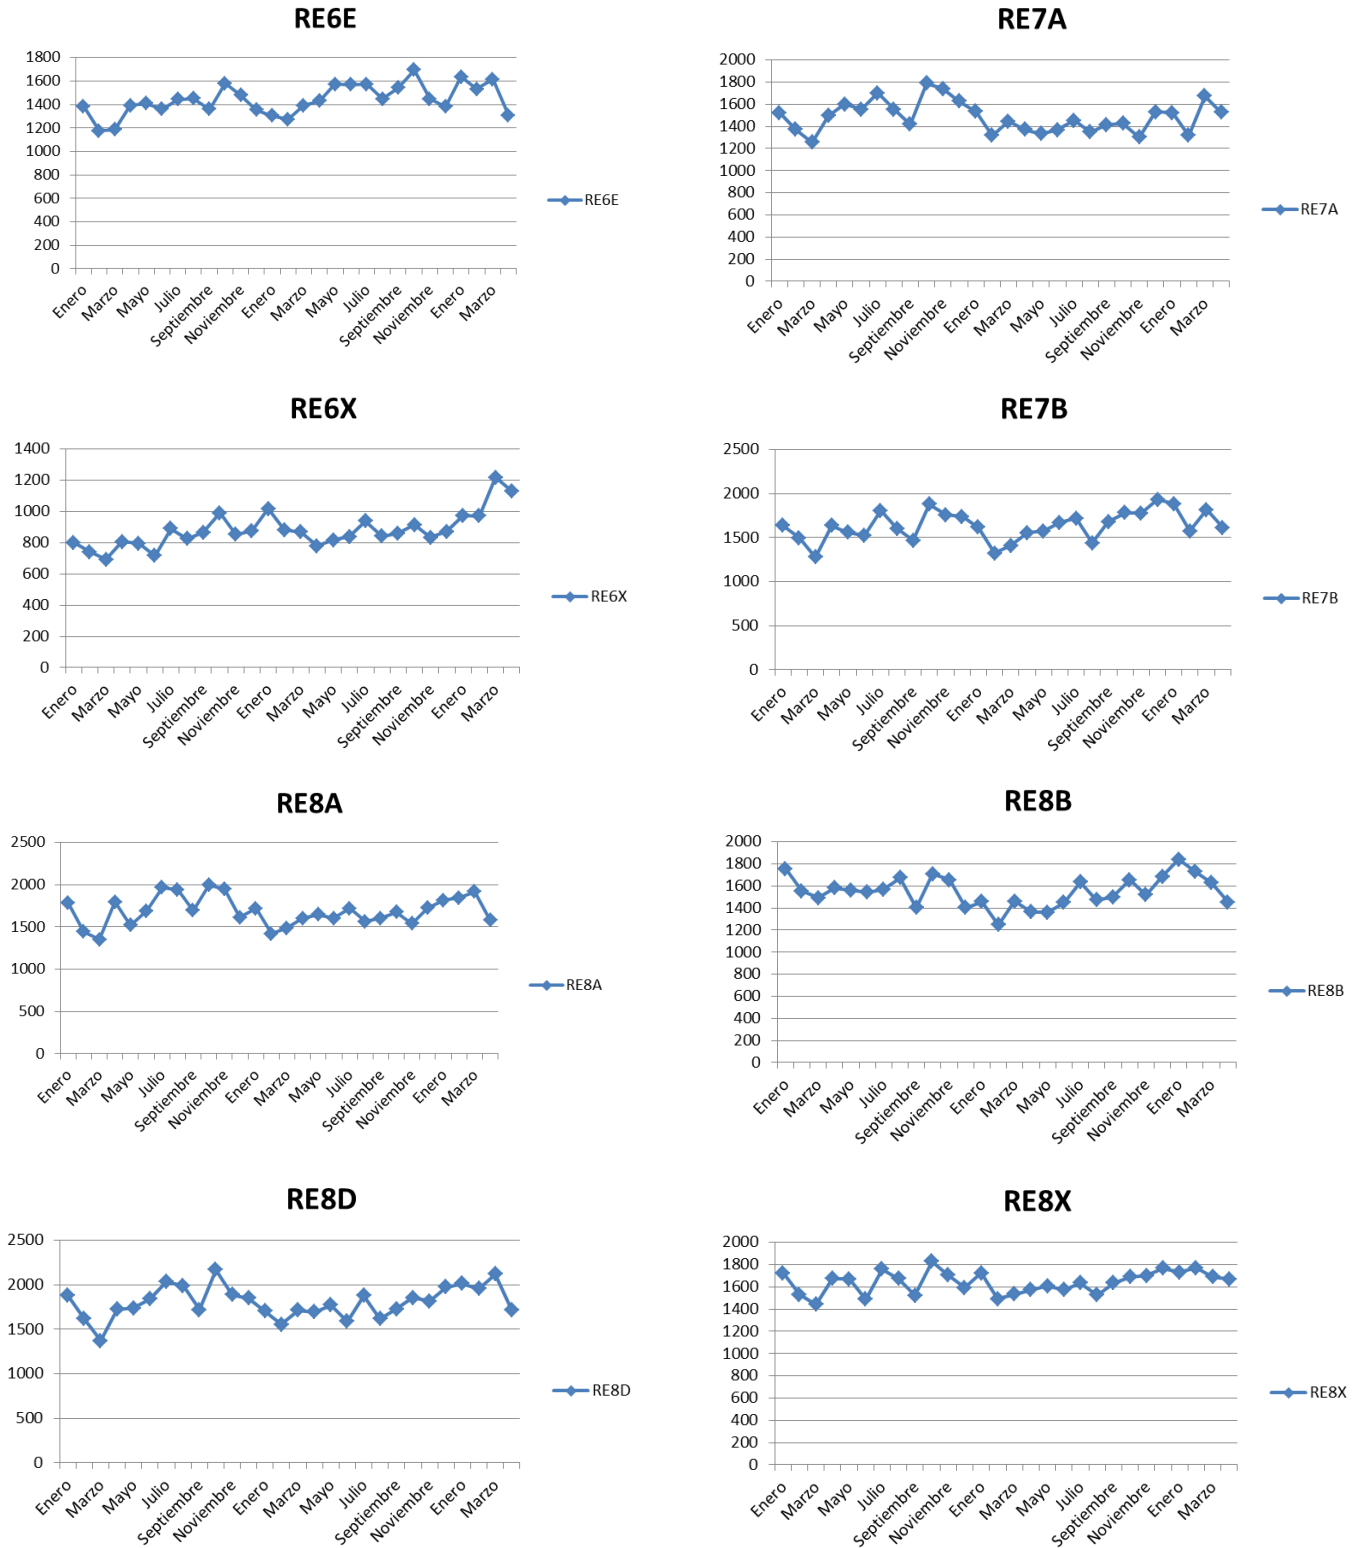 RE6E
1800
1600
1400
1200
1000
800
600
400
200
0
Enero
Marzo
Mayo
Julio
Septiembre
Noviembre
Enero
Marzo
Mayo
Julio
Septiembre
Noviembre
Enero
Marzo
RE6E
RE7A
2000
1800
1600
1400
1200
1000
800
600
400
200
0
Enero
Marzo
Mayo
Julio
Septiembre
Noviembre
Enero
Marzo
Mayo
Julio
Septiembre
Noviembre
Enero
Marzo
RE7A
RE6X
1400
1200
1000
800
600
400
200
0
Enero
Marzo
Mayo
Julio
Septiembre
Noviembre
Enero
Marzo
Mayo
Julio
Septiembre
Noviembre
Enero
Marzo
RE6X
RE7B
2500
2000
1500
1000
500
0
Enero
Marzo
Mayo
Julio
Septiembre
Noviembre
Enero
Marzo
Mayo
Julio
Septiembre
Noviembre
Enero
Marzo
RE7B
RE8A
2500
2000
1500
1000
500
0
Enero
Marzo
Mayo
Julio
Septiembre
Noviembre
Enero
Marzo
Mayo
Julio
Septiembre
Noviembre
Enero
Marzo
RE8A
RE8B
2000
1800
1600
1400
1200
1000
800
600
400
200
0
Enero
Marzo
Mayo
Julio
Septiembre
Noviembre
Enero
Marzo
Mayo
Julio
Septiembre
Noviembre
Enero
Marzo
RE8B
RE8D
2500
2000
1500
1000
500
0
Enero
Marzo
Mayo
Julio
Septiembre
Noviembre
Enero
Marzo
Mayo
Julio
Septiembre
Noviembre
Enero
Marzo
RE8D
RE8X
2000
1800
1600
1400
1200
1000
800
600
400
200
0
Enero
Marzo
Mayo
Julio
Septiembre
Noviembre
Enero
Marzo
Mayo
Julio
Septiembre
Noviembre
Enero
Marzo
RE8X